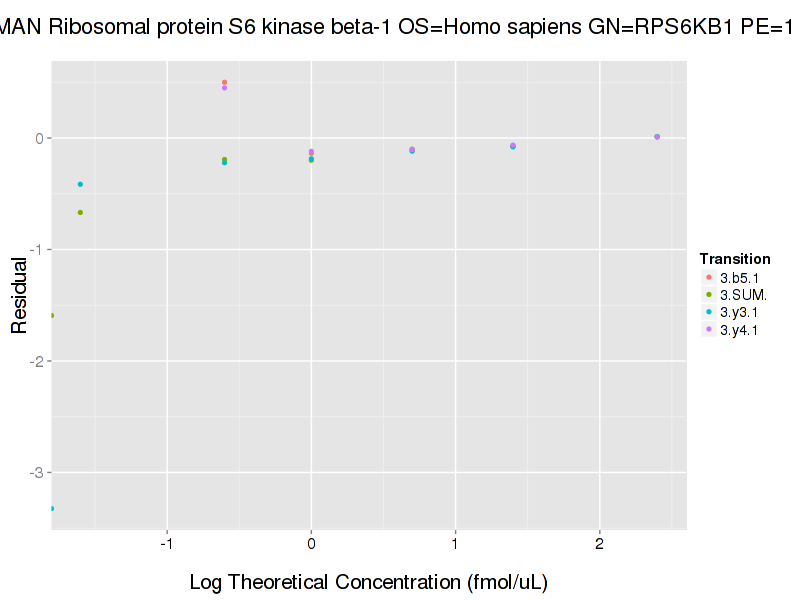 MAN Ribosomal protein S6 kinase beta-1 OS=Homo sapiens GN=RPS6KB1 PE=1
0
-1
-2
-3
Residual
-1 0 1 2
Log Theoretical Concentration (fmol/uL)
Transition
3.b5.1
3.SUM.
3.y3.1
3.y4.1